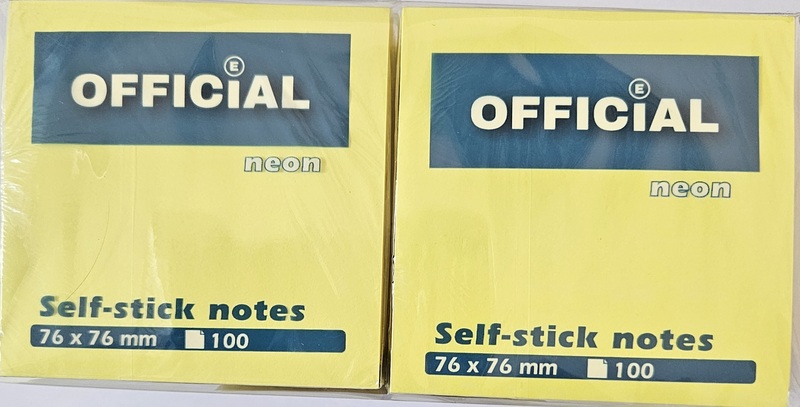 E
OFFICiAL
neon
Self-stick notes
76 x 76 mm 100
E
OFFICiAL
neon
Self-stick notes
76 x 76 mm 100